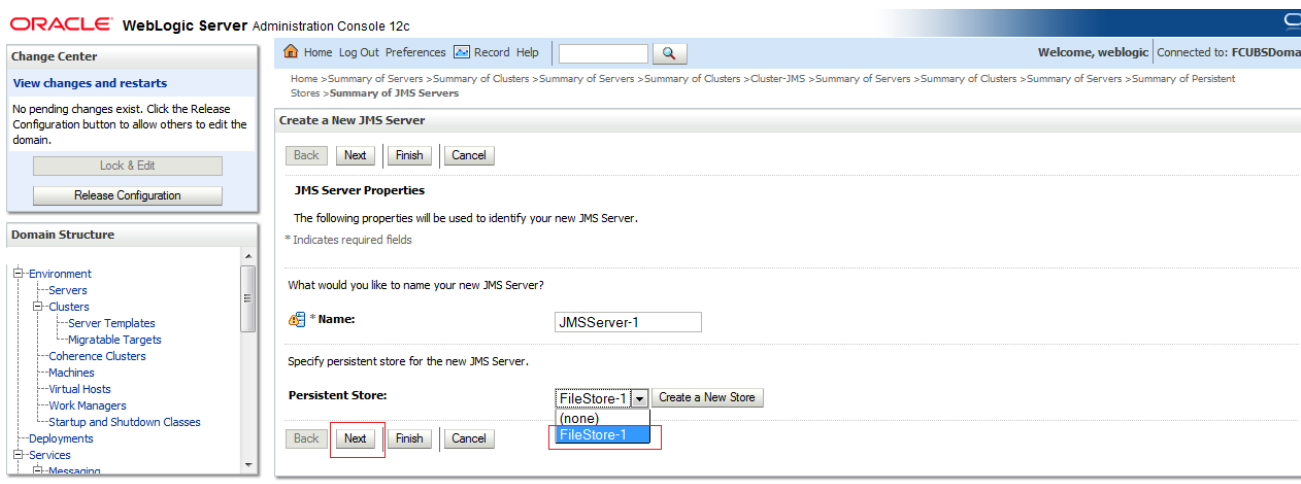 ORACLE WebLogic Server Administration Console 12c
Change Center
View changes and restarts
No pending changes exist. Click the Release
Configuration button to allow others to edit the
domain.
Lock & Edit
Release Configuration
Domain Structure
Environment
Servers
Clusters
Server Templates
Migratable Targets
Coherence Clusters
Machines
Virtual Hosts
Work Managers
Startup and Shutdown Classes
Deployments
Services
Messaging
Home Log Out Preferences Record Help
Welcome, weblogic Connected to: FCUBSDoma
Home >Summary of Servers >Summary of Clusters >Summary of Servers >Summary of Clusters >Cluster-JMS >Summary of Servers >Summary of Clusters >Summary of Servers >Summary of Persistent
Stores >Summary of JMS Servers
Create a New JMS Server
Back Next Finish Cancel
JMS Server Properties
The following properties will be used to identify your new JMS Server.
* Indicates required fields
What would you like to name your new JMS Server?
* Name: JMSServer-1
Specify persistent store for the new JMS Server.
Persistent Store: FileStore-1 Create a New Store
(none)
FileStore-1
Back Next Finish Cancel